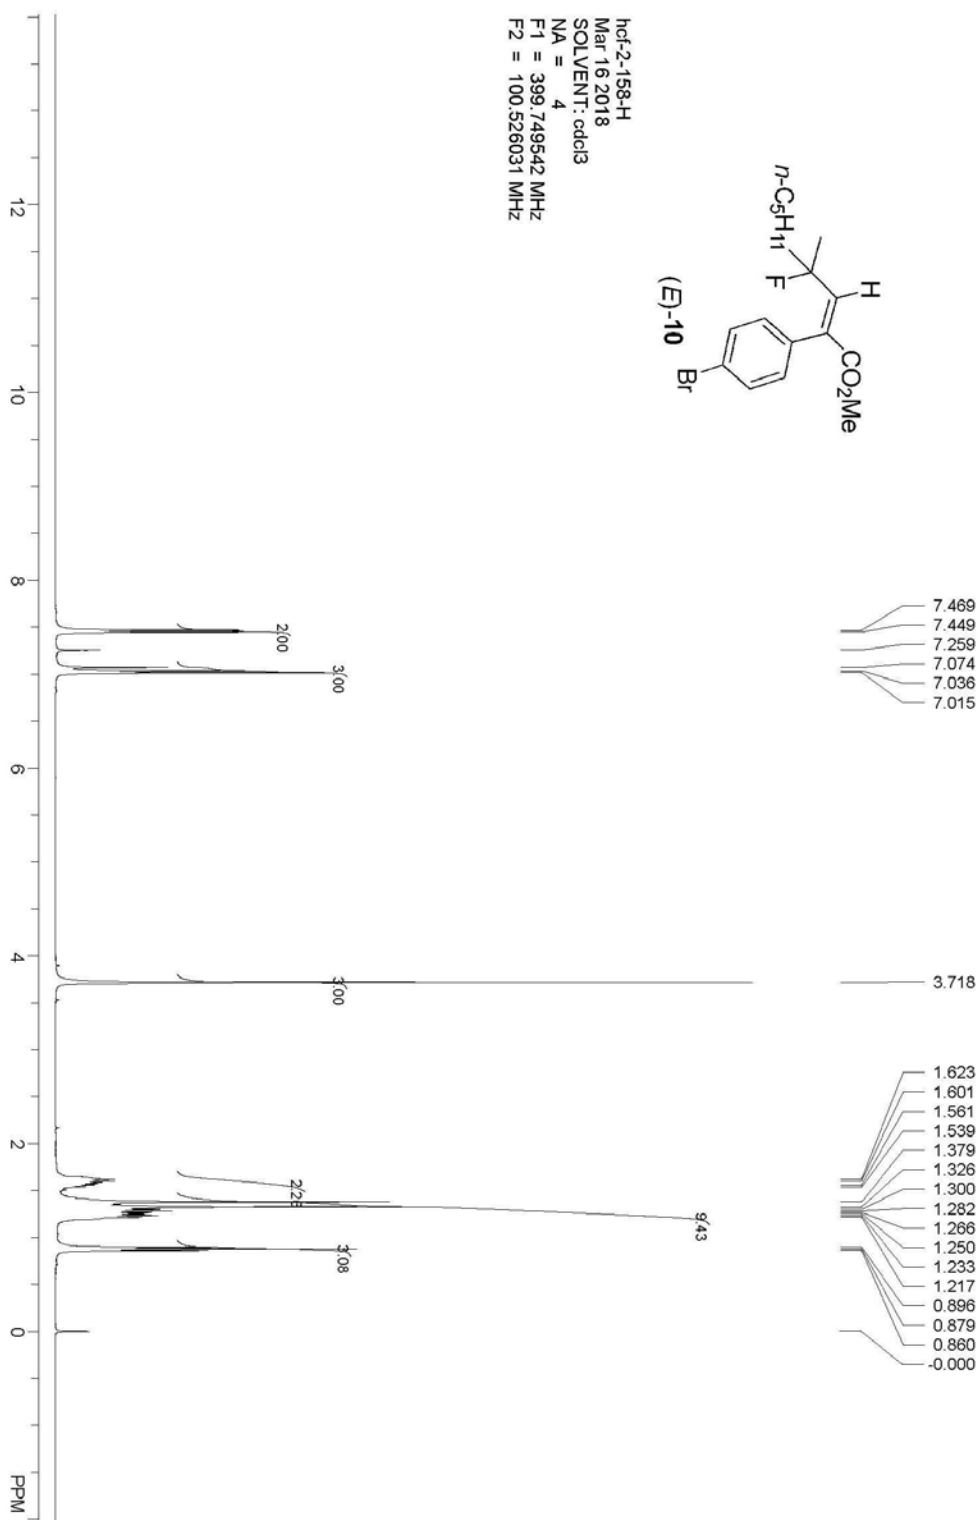 hcf-2-158-H
Mar 16 2018
SOLVENT: cdcl3
NA = 4
F1 = 399.749542 MHz
F2 = 100.526031 MHz
n-C5H11
F
H
CO2Me
Br
(E)-10
7.469
7.449
7.259
7.074
7.036
7.015
3.718
1.623
1.601
1.561
1.539
1.379
1.326
1.300
1.282
1.266
1.250
1.233
1.217
0.896
0.879
0.860
-0.000
2.00
3.00
3.00
2.26
9.43
3.08
12
10
8
6
4
2
0
PPM